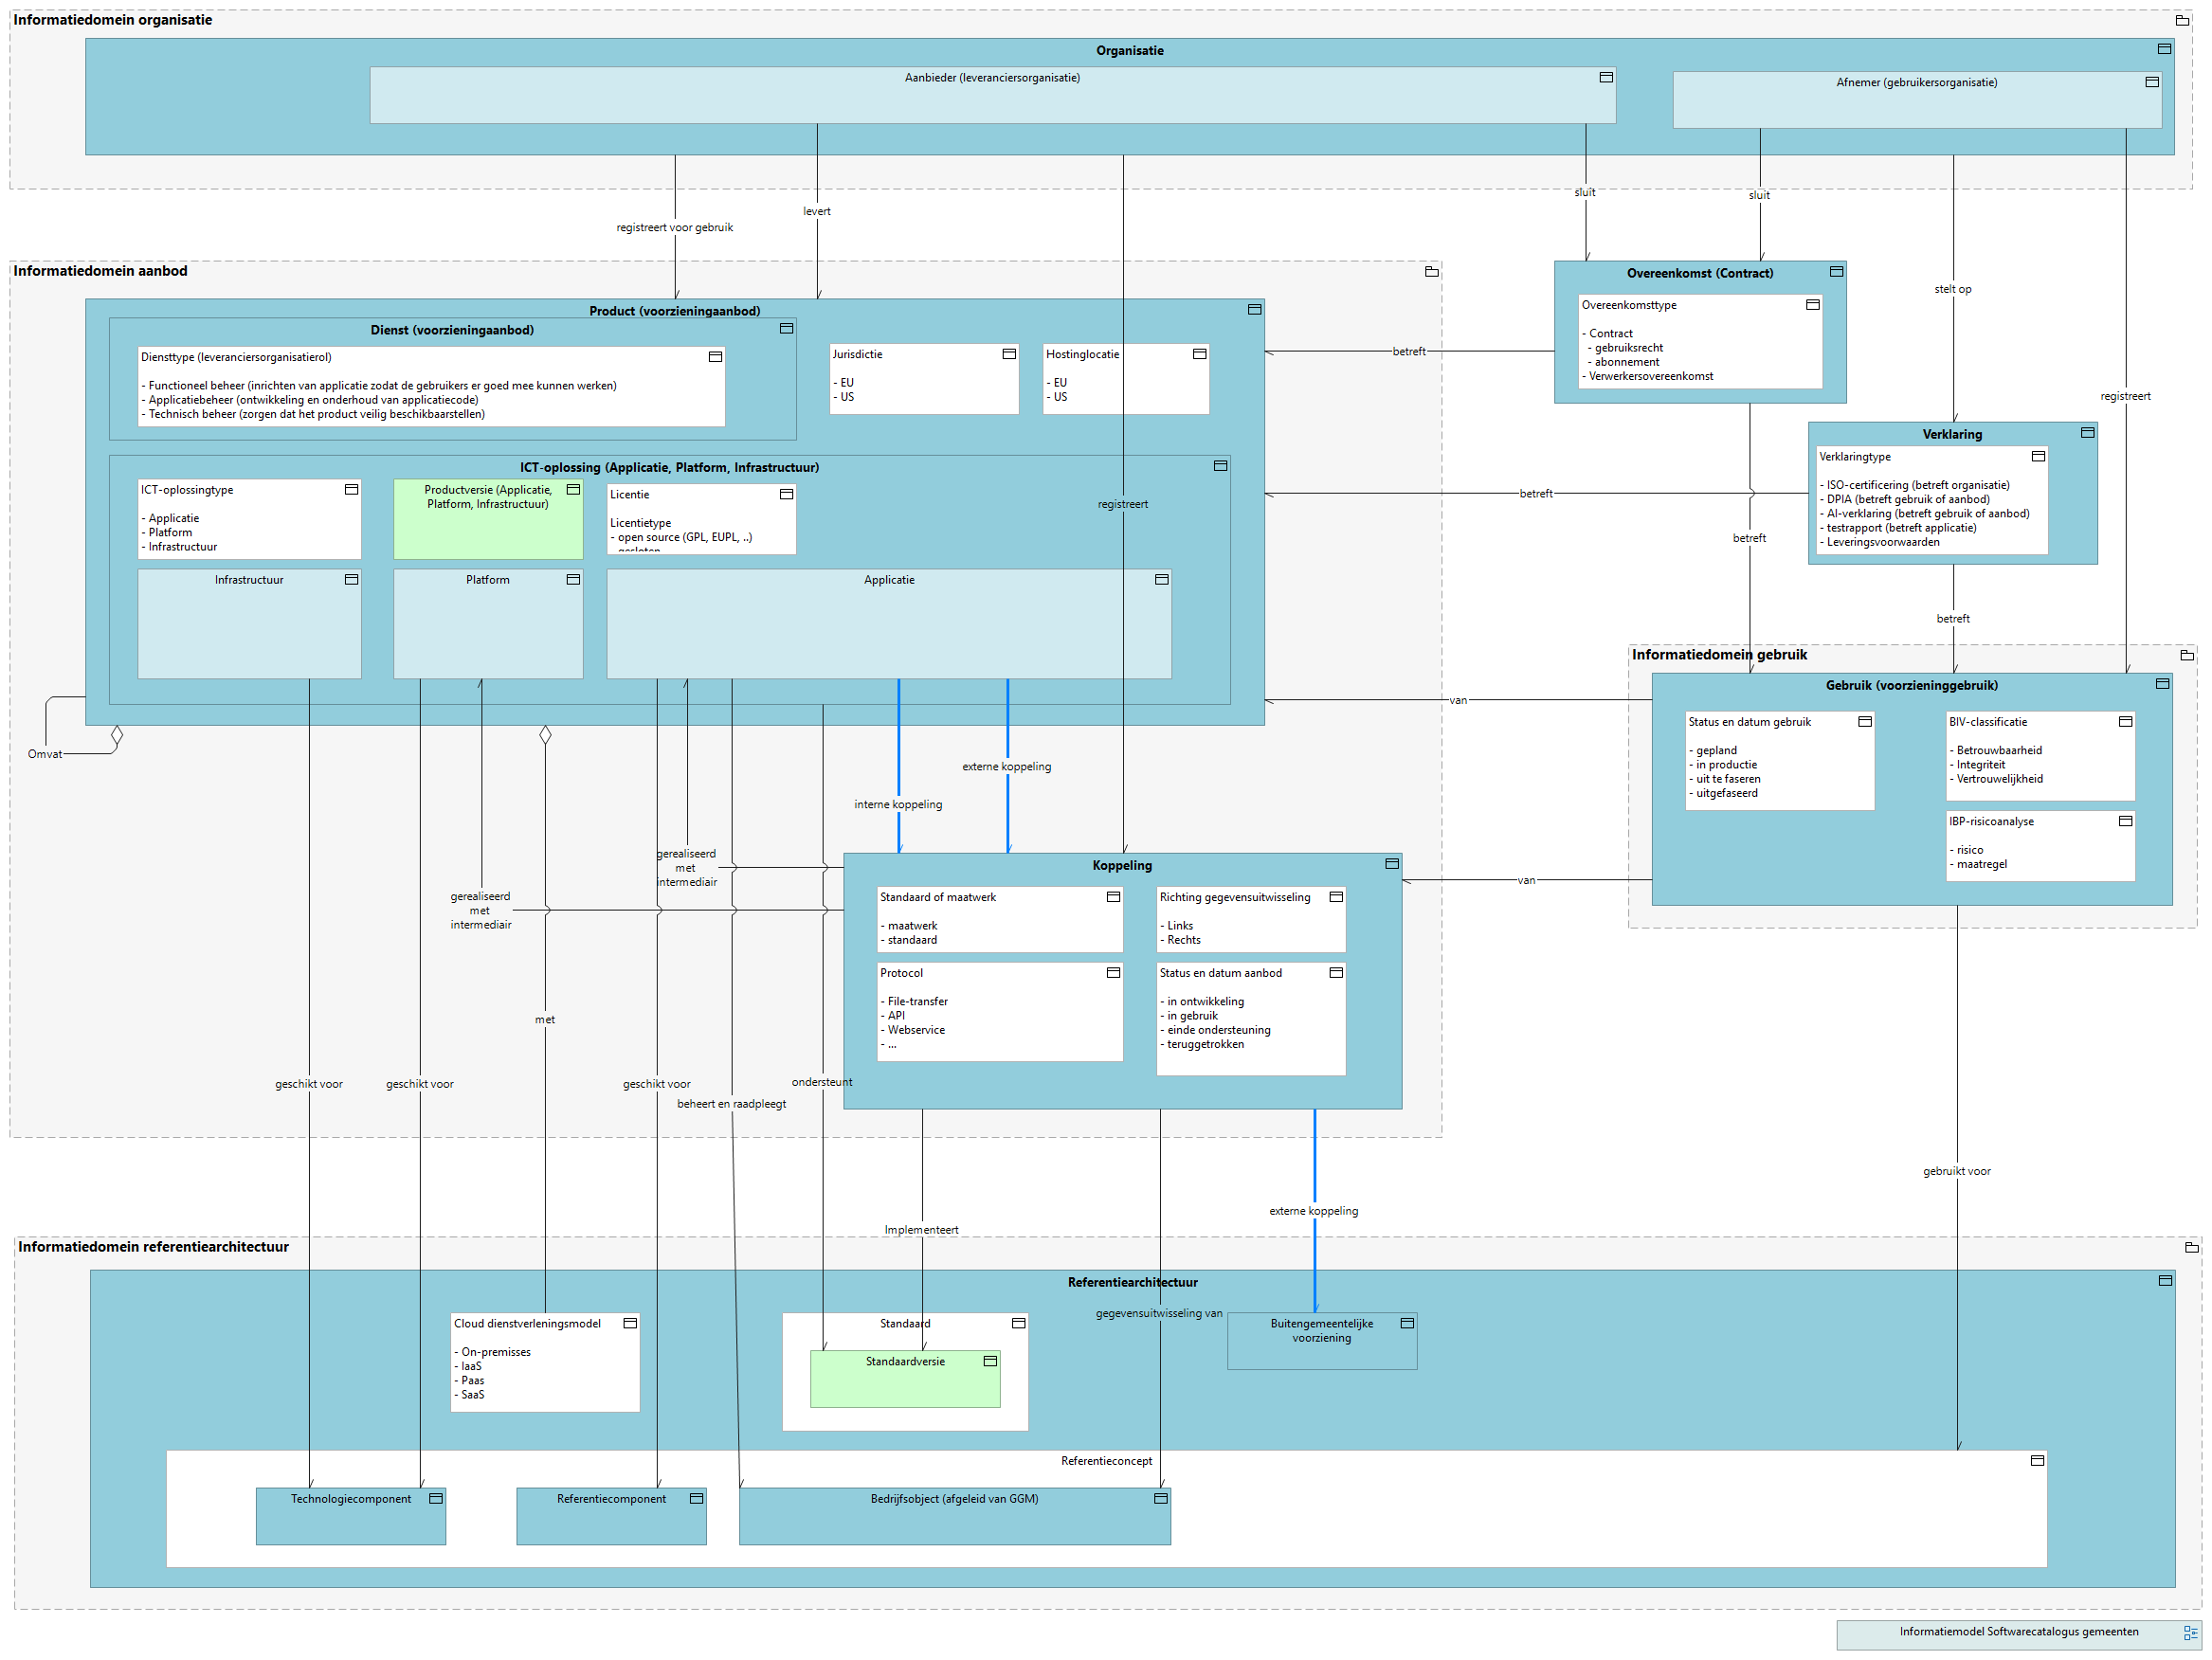 Informatiedomein organisatie
Organisatie
Aanbieder (leveranciersorganisatie)
Afnemer (gebruikersorganisatie)
sluit
sluit
levert
registreert voor gebruik
Informatiedomein aanbod
Product (voorzieningaanbod)
Dienst (voorzieningaanbod)
Diensttype (leveranciersorganisatierol)
- Functioneel beheer (inrichten van applicatie zodat de gebruikers er goed mee kunnen werken)
- Applicatiebeheer (ontwikkeling en onderhoud van applicatiecode)
- Technisch beheer (zorgen dat het product veilig beschikbaarstellen)
Jurisdictie
- EU
- US
Hostinglocatie
- EU
- US
Overeenkomst (Contract)
Overeenkomsttype
- Contract
- gebruiksrecht
- abonnement
- Verwerkersovereenkomst
stelt op
betreft
registreert
Verklaring
Verklaringtype
- ISO-certificering (betreft organisatie)
- DPIA (betreft gebruik of aanbod)
- AI-verklaring (betreft gebruik of aanbod)
- testrapport (betreft applicatie)
- Leveringsvoorwaarden
betreft
betreft
betreft
ICT-oplossing (Applicatie, Platform, Infrastructuur)
ICT-oplossingtype
- Applicatie
- Platform
- Infrastructuur
Productversie (Applicatie,
Platform, Infrastructuur)
Licentie
Licentietype
- open source (GPL, EUPL, ..)
- gesloten
registreert
Infrastructuur
Platform
Applicatie
Omvat
van
Informatiedomein gebruik
Gebruik (voorzieninggebruik)
Status en datum gebruik
- gepland
- in productie
- uit te faseren
- uitgefaseerd
BIV-classificatie
- Betrouwbaarheid
- Integriteit
- Vertrouwelijkheid
IBP-risicoanalyse
- risico
- maatregel
externe koppeling
interne koppeling
gerealiseerd
met
intermediair
gerealiseerd
met
intermediair
van
Koppeling
Standaard of maatwerk
- maatwerk
- standaard
Richting gegevensuitwisseling
- Links
- Rechts
Protocol
- File-transfer
- API
- Webservice
- ...
Status en datum aanbod
- in ontwikkeling
- in gebruik
- einde ondersteuning
- teruggetrokken
met
geschikt voor
geschikt voor
geschikt voor
ondersteunt
beheert en raadpleegt
gebruikt voor
externe koppeling
Implementeert
Informatiedomein referentiearchitectuur
Referentiearchitectuur
gegevensuitwisseling van
Cloud dienstverleningsmodel
- On-premisses
- IaaS
- Paas
- SaaS
Standaard
Standaardversie
Buitengemeentelijke
voorziening
Referentieconcept
Technologiecomponent
Referentiecomponent
Bedrijfsobject (afgeleid van GGM)
Informatiemodel Softwarecatalogus gemeenten